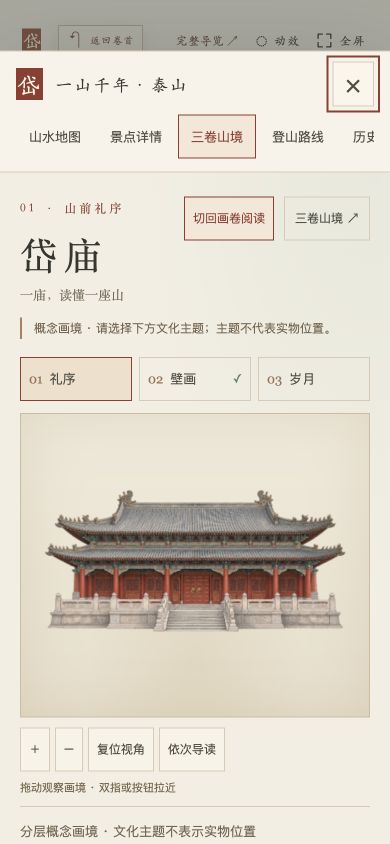 岱 返回卷首 完整导览 ↗ 动效 全屏
岱 一山千年 · 泰山 ×
山水地图 景点详情 三卷山境 登山路线 历史
01 · 山前礼序
切回画卷阅读 三卷山境 ↗
岱庙
一庙，读懂一座山
概念画境 · 请选择下方文化主题；主题不代表实物位置。
01 礼序 02 壁画 ✓ 03 岁月
+ − 复位视角 依次导读
拖动观察画境 · 双指或按钮拉近
分层概念画境 · 文化主题不表示实物位置